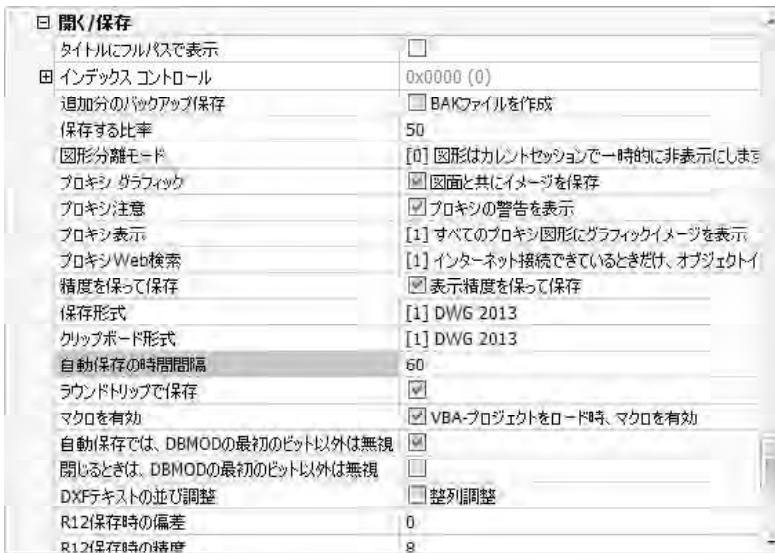 開く/保存
タイトルにフルパスで表示
インデックス コントロール 0x0000 (0)
追加分のバックアップ保存 BAKファイルを作成
保存する比率 50
図形分離モード [0] 図形はカレントセッションで一時的に非表示にします
プロキシ グラフィック 図面と共にイメージを保存
プロキシ注意 プロキシの警告を表示
プロキシ表示 [1] すべてのプロキシ図形にグラフィックイメージを表示
プロキシWeb検索 [1] インターネット接続できているときだけ、オブジェクトイ
精度を保って保存 表示精度を保って保存
保存形式 [1] DWG 2013
クリップボード形式 [1] DWG 2013
自動保存の時間間隔 60
ラウンドトリップで保存
マクロを有効 VBA-プロジェクトをロード時、マクロを有効
自動保存では、DBMODの最初のビット以外は無視
閉じるときは、DBMODの最初のビット以外は無視
DXFテキストの並び調整 整列調整
R12保存時の偏差 0
R12保存時の精度 8